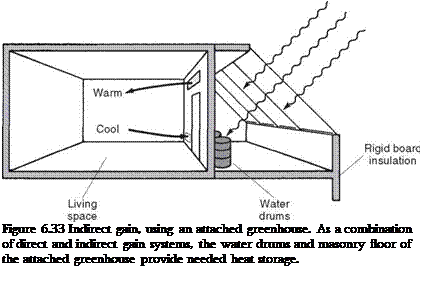 Warm
Cool
Rigid board
insulation
Living
space
Water
drums
Figure 6.33 Indirect gain, using an attached greenhouse. As a combination
of direct and indirect gain systems, the water drums and masonry floor of
the attached greenhouse provide needed heat storage.